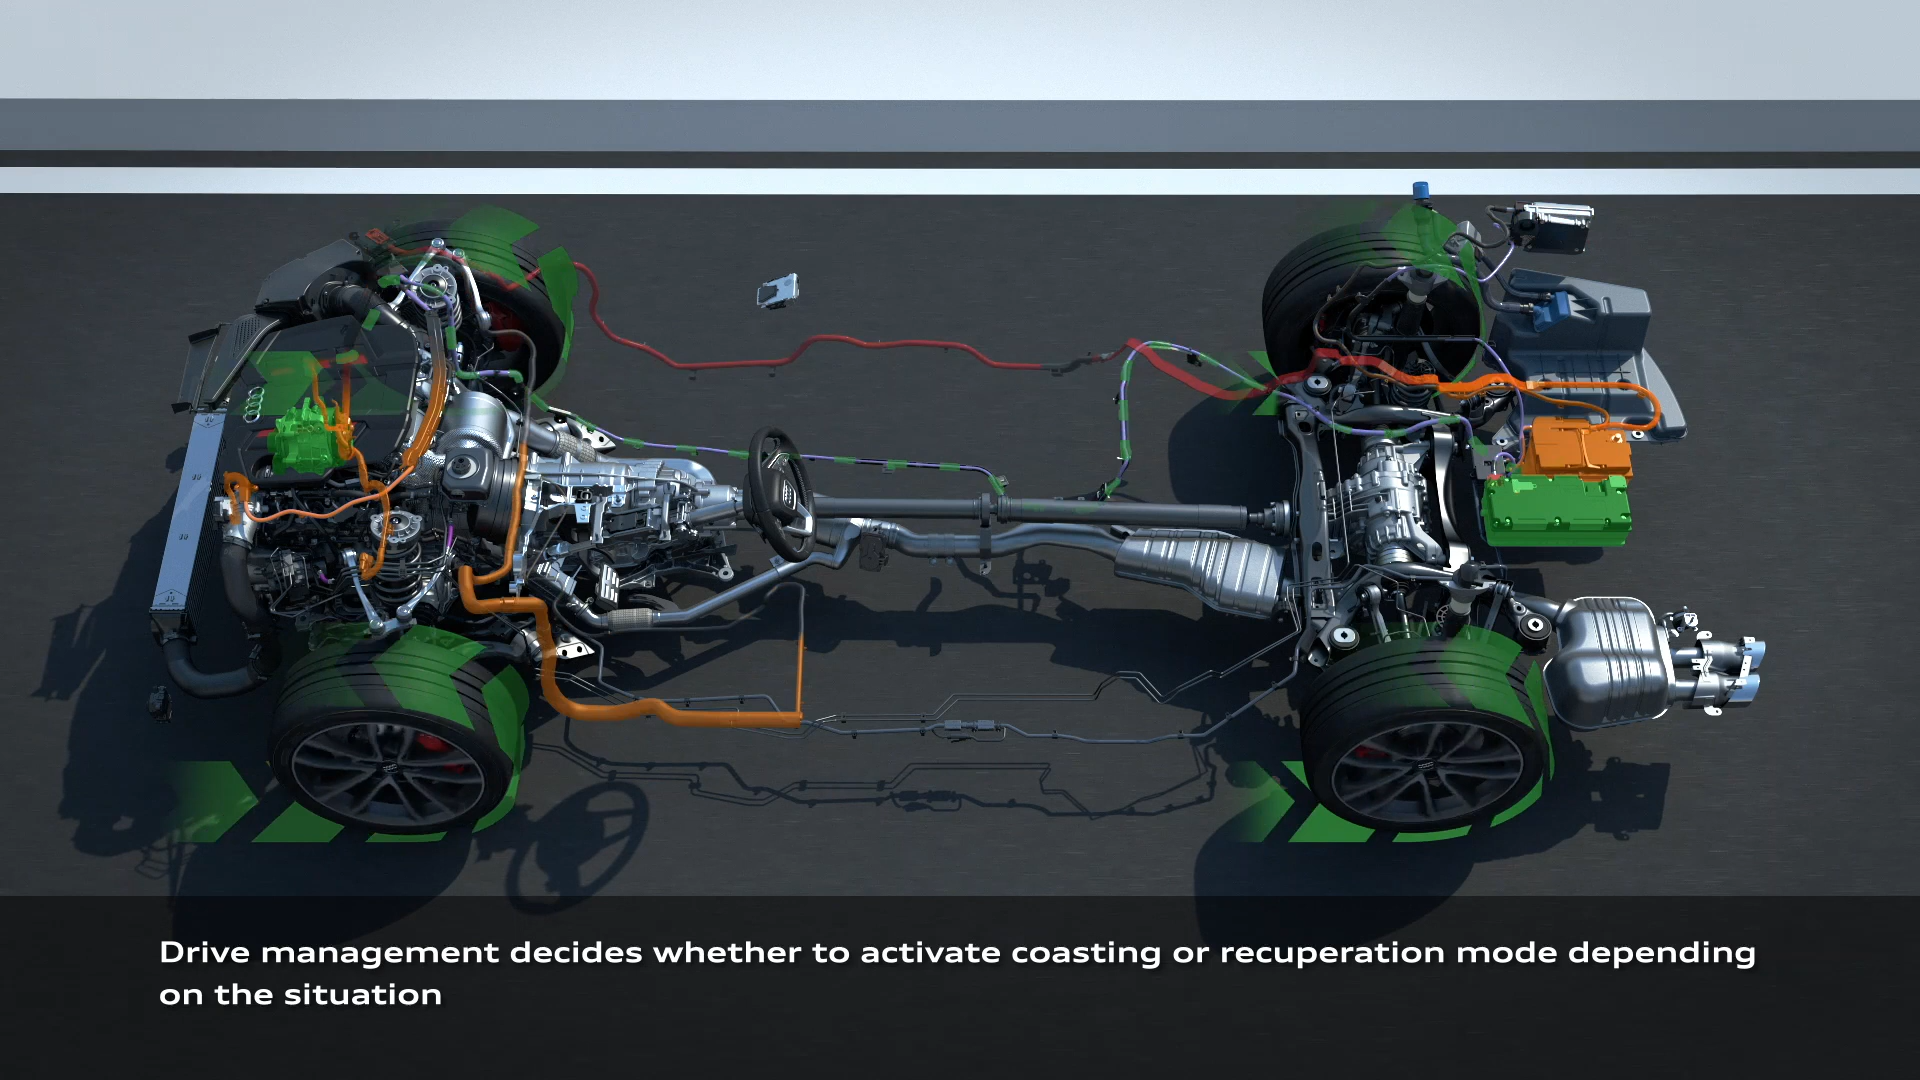 Drive management decides whether to activate coasting or recuperation mode depending
on the situation